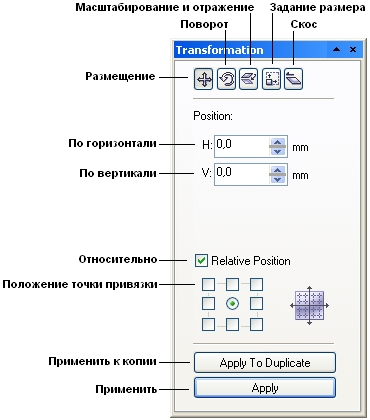 Масштабирование и отражение Задание размера
Поворот Скос
Transformation
Размещение
Position:
По горизонтали H: 0,0 mm
По вертикали V: 0,0 mm
Относительно Relative Position
Положение точки привязки
Применить к копии Apply To Duplicate
Применить Apply